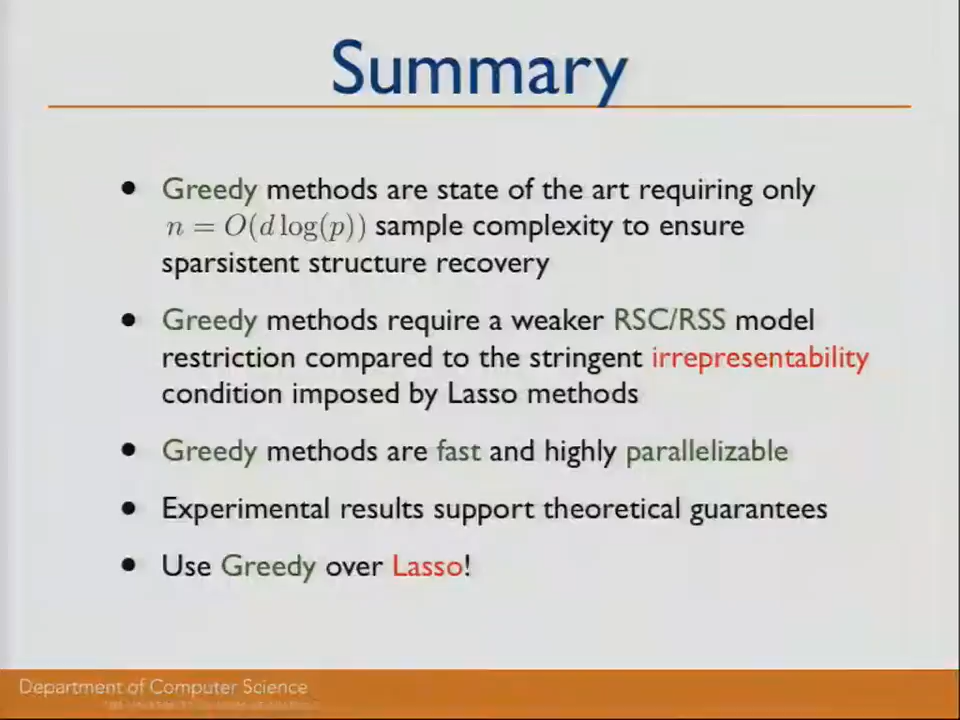 Summary
• Greedy methods are state of the art requiring only
n = O(d log(p)) sample complexity to ensure
sparsistent structure recovery
• Greedy methods require a weaker RSC/RSS model
restriction compared to the stringent irrepresentability
condition imposed by Lasso methods
• Greedy methods are fast and highly parallelizable
• Experimental results support theoretical guarantees
• Use Greedy over Lasso!
Department of Computer Science